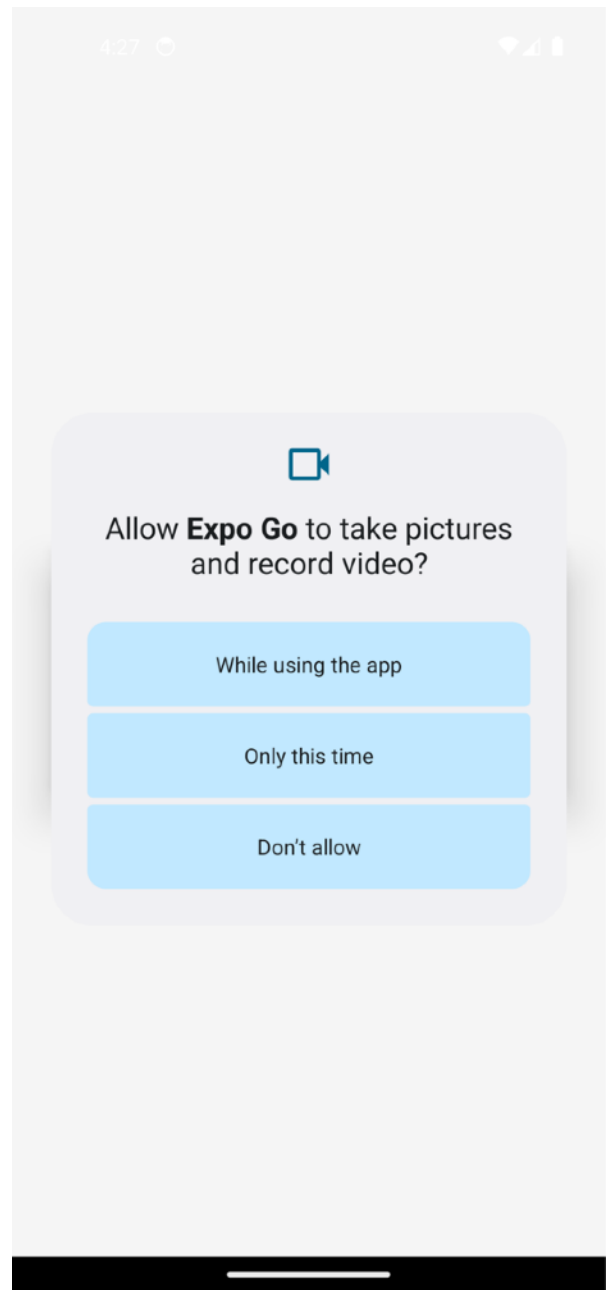 4:27
Allow Expo Go to take pictures
and record video?
While using the app
Only this time
Don't allow